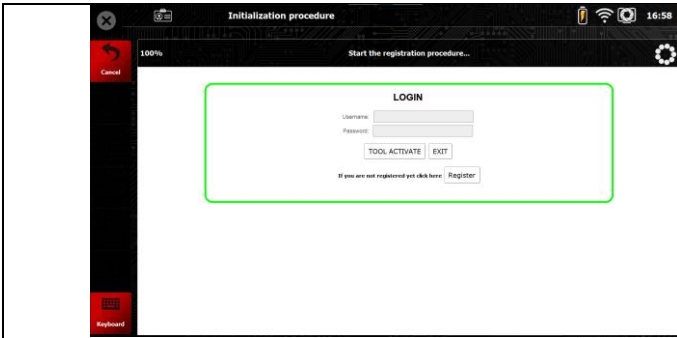 Initialization procedure 16:58
100% Start the registration procedure...
Cancel
LOGIN
Username:
Password:
TOOL ACTIVATE EXIT
If you are not registered yet click here Register
Keyboard